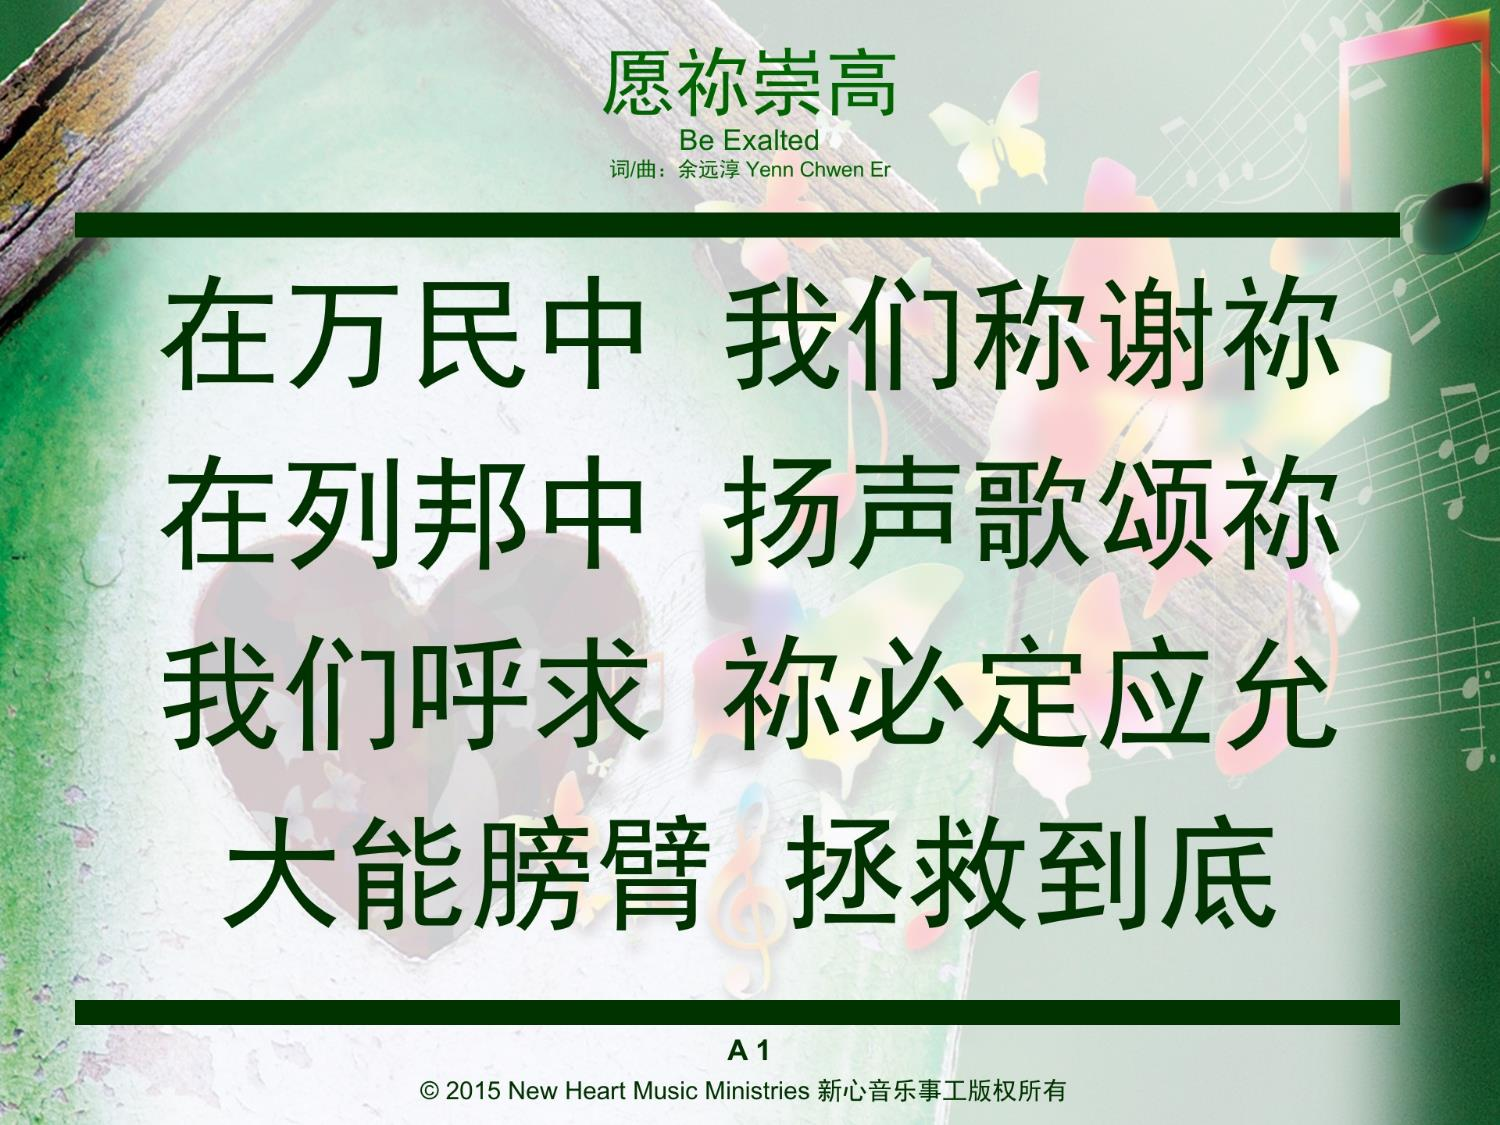 愿祢崇高
Be Exalted
词/曲：余远淳 Yenn Chwen Er
在万民中 我们称谢祢
在列邦中 扬声歌颂祢
我们呼求 祢必定应允
大能膀臂 拯救到底
A 1
© 2015 New Heart Music Ministries 新心音乐事工版权所有